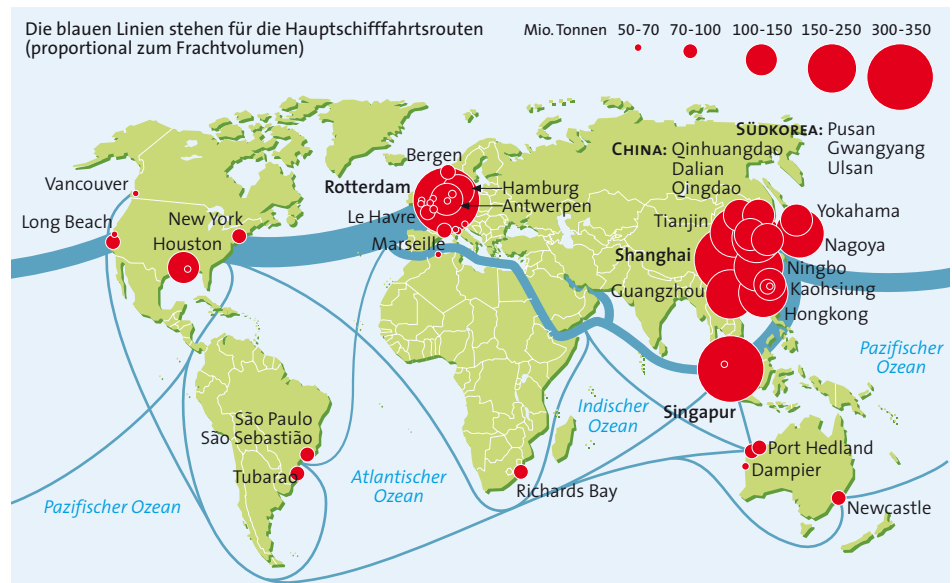 Die blauen Linien stehen für die Hauptschifffahrtsrouten
(proportional zum Frachtvolumen)
Mio. Tonnen 50-70 70-100 100-150 150-250 300-350
SÜDKOREA: Pusan
Gwangyang
Ulsan
CHINA: Qinhuangdao
Dalian
Qingdao
Bergen
Vancouver
Rotterdam
Hamburg
Antwerpen
Long Beach
New York
Le Havre
Tianjin
Yokahama
Houston
Marseille
Nagoya
Shanghai
Ningbo
Guangzhou
Kaohsiung
Hongkong
Pazifischer
Ozean
Singapur
Indischer
Ozean
São Paulo
São Sebastião
Port Hedland
Dampier
Tubarao
Atlantischer
Ozean
Richards Bay
Pazifischer Ozean
Newcastle